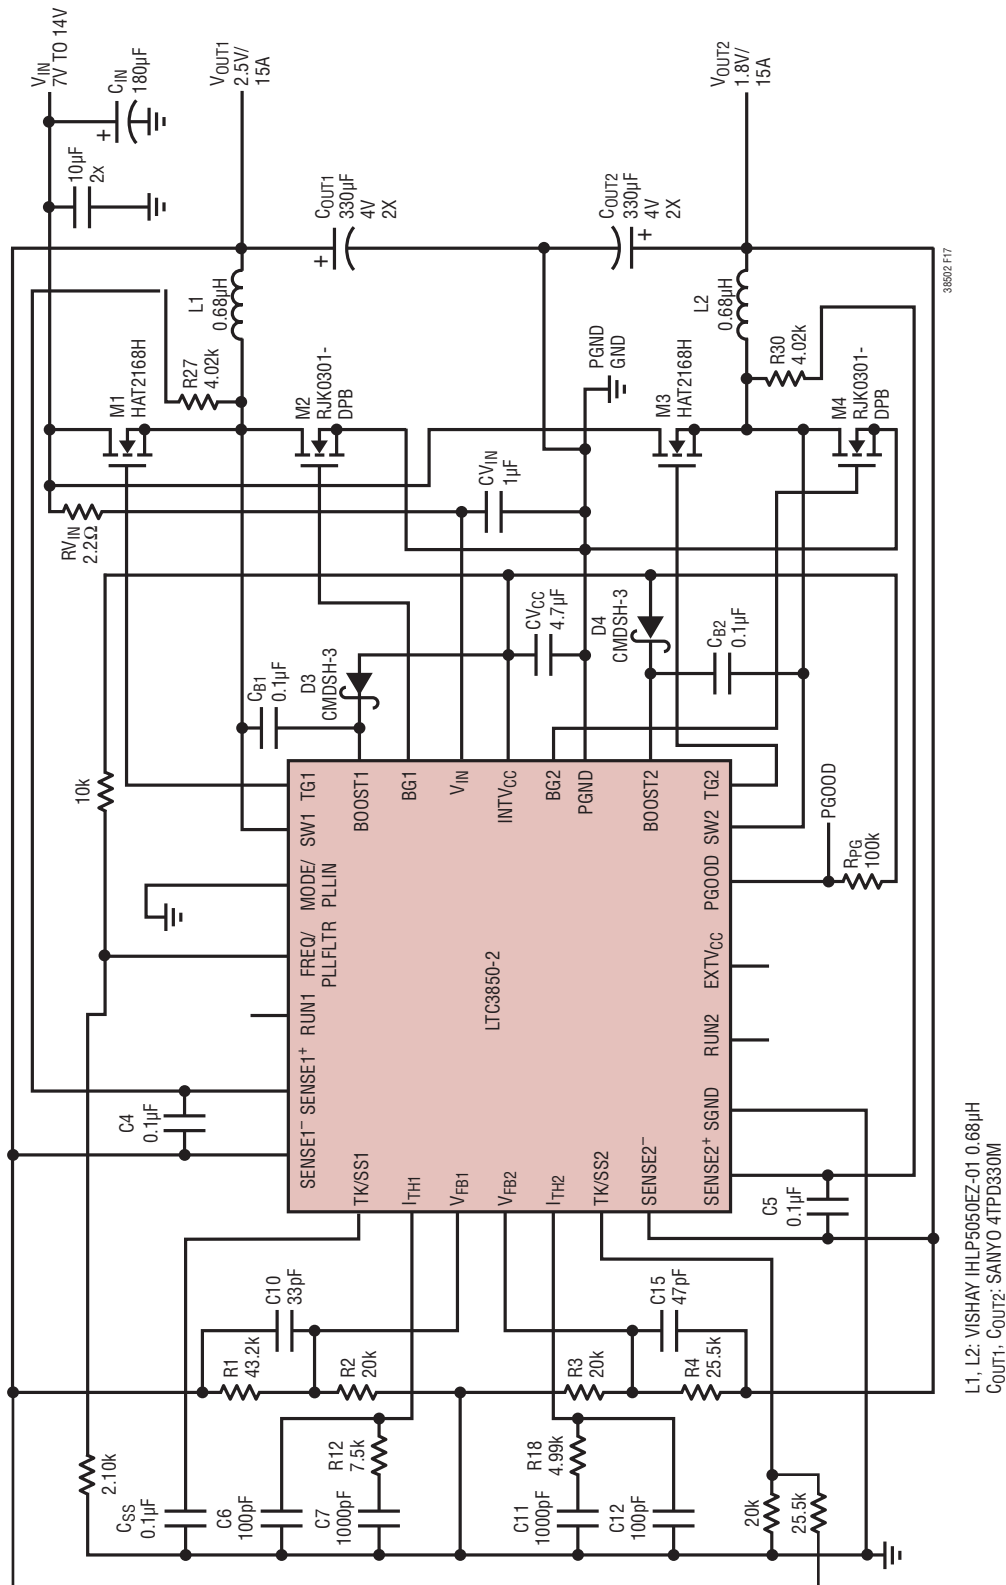 VIN
7V TO 14V
CIN
180µF
+
10µF
2x
VOUT1
2.5V/
15A
COUT1
330µF
4V
2X
+
COUT2
330µF
4V
2X
+
VOUT2
1.8V/
15A
L1
0.68µH
L2
0.68µH
38502 F17
M1
HAT2168H
R27
4.02k
M2
RJK0301-
DPB
PGND
GND
M3
HAT2168H
R30
4.02k
M4
RJK0301-
DPB
RVIN
2.2Ω
CVIN
1µF
CB1
0.1µF
D3
CMDSH-3
CVCC
4.7µF
D4
CMDSH-3
CB2
0.1µF
10k
TG1
BOOST1
BG1
VIN
INTVCC
BG2
PGND
BOOST2
TG2
SW1
SW2
MODE/
PLLIN
FREQ/
PLLFLTR
RUN1
SENSE1+
SENSE1–
LTC3850-2
PGOOD
EXTVCC
RUN2
SGND
SENSE2+
PGOOD
RPG
100k
C4
0.1µF
TK/SS1
ITH1
VFB1
VFB2
ITH2
TK/SS2
SENSE2–
C5
0.1µF
C10
33pF
R1
43.2k
R2
20k
R3
20k
C15
47pF
R4
25.5k
2.10k
CSS
0.1µF
C6
100pF
R12
7.5k
C7
1000pF
R18
4.99k
C11
1000pF
C12
100pF
20k
25.5k
L1, L2: VISHAY IHLP5050EZ-01 0.68µH
COUT1, COUT2: SANYO 4TPD330M